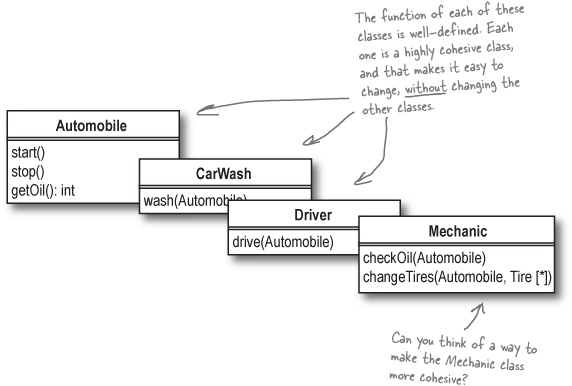 The function of each of these
classes is well-defined. Each
one is a highly cohesive class,
and that makes it easy to
change, without changing the
other classes.
Automobile
start()
stop()
getOil(): int
CarWash
wash(Automobile)
Driver
drive(Automobile)
Mechanic
checkOil(Automobile)
changeTires(Automobile, Tire [*])
Can you think of a way to
make the Mechanic class
more cohesive?